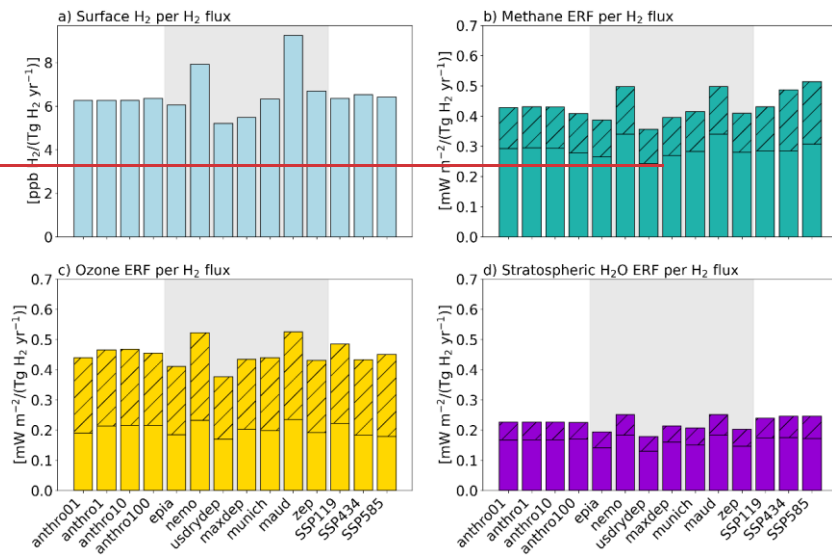 a) Surface H₂ per H₂ flux
[ppb H₂/(Tg H₂ yr⁻¹)]
8
6
4
2
0
b) Methane ERF per H₂ flux
[mW m⁻²/(Tg H₂ yr⁻¹)]
0.7
0.6
0.5
0.4
0.3
0.2
0.1
0.0
c) Ozone ERF per H₂ flux
[mW m⁻²/(Tg H₂ yr⁻¹)]
0.7
0.6
0.5
0.4
0.3
0.2
0.1
0.0
anthro01
anthro1
anthro10
anthro100
epia
nemo
usdrydep
maxdep
munich
maud
zep
SSP119
SSP434
SSP585
d) Stratospheric H₂O ERF per H₂ flux
[mW m⁻²/(Tg H₂ yr⁻¹)]
0.7
0.6
0.5
0.4
0.3
0.2
0.1
0.0
anthro01
anthro1
anthro10
anthro100
epia
nemo
usdrydep
maxdep
munich
maud
zep
SSP119
SSP434
SSP585